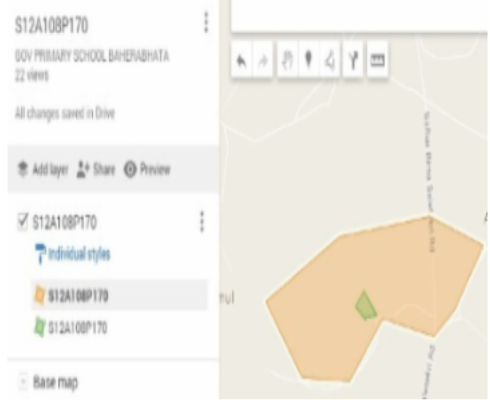 S12A108P170
GOV PRIMARY SCHOOL BAHERABHATA
22 views
All changes saved in Drive
Add layer
Share
Preview
S12A108P170
Individual styles
S12A108P170
S12A108P170
Base map